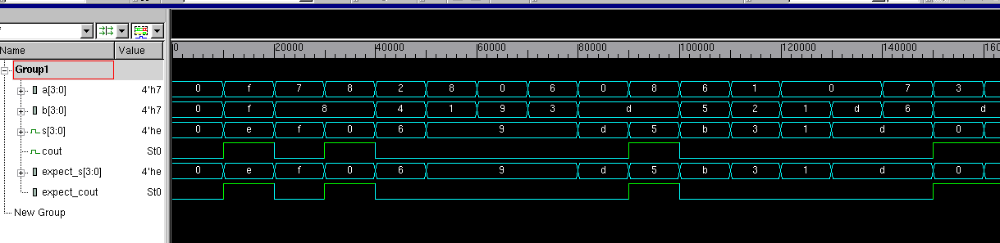 Name Value
0 20000 40000 60000 80000 100000 120000 140000
Group1
a[3:0] 4'h7 0 f 7 8 2 8 0 6 0 8 6 1 0 7 3
b[3:0] 4'h7 0 f 8 4 1 9 3 d 5 2 1 d 6 d
s[3:0] 4'he 0 e f 0 6 9 d 5 b 3 1 d 0
cout St0
expect_s[3:0] 4'he 0 e f 0 6 9 d 5 b 3 1 d 0
expect_cout St0
New Group